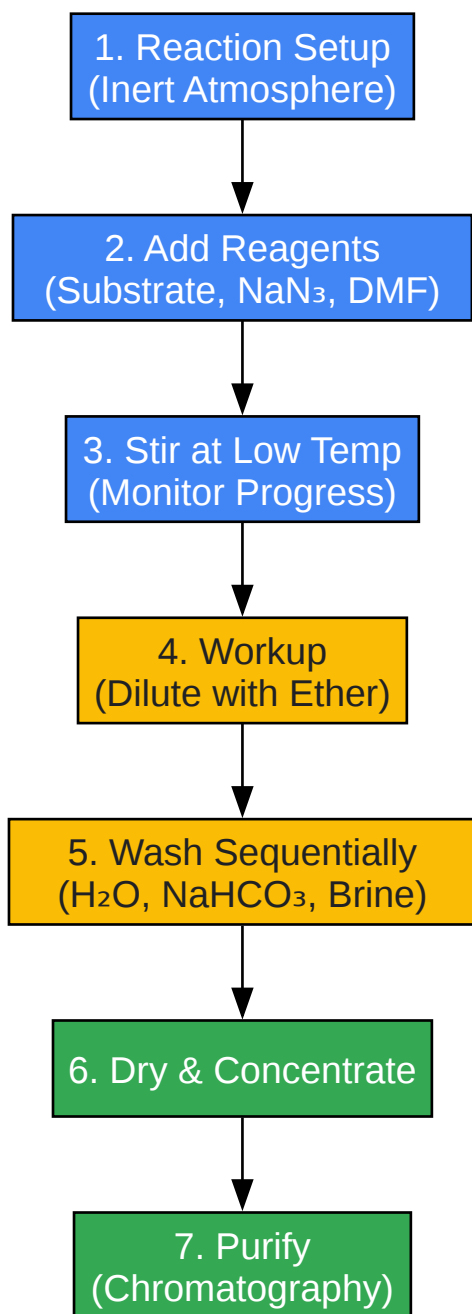 1. Reaction Setup
(Inert Atmosphere)
2. Add Reagents
(Substrate, NaN₃, DMF)
3. Stir at Low Temp
(Monitor Progress)
4. Workup
(Dilute with Ether)
5. Wash Sequentially
(H₂O, NaHCO₃, Brine)
6. Dry & Concentrate
7. Purify
(Chromatography)